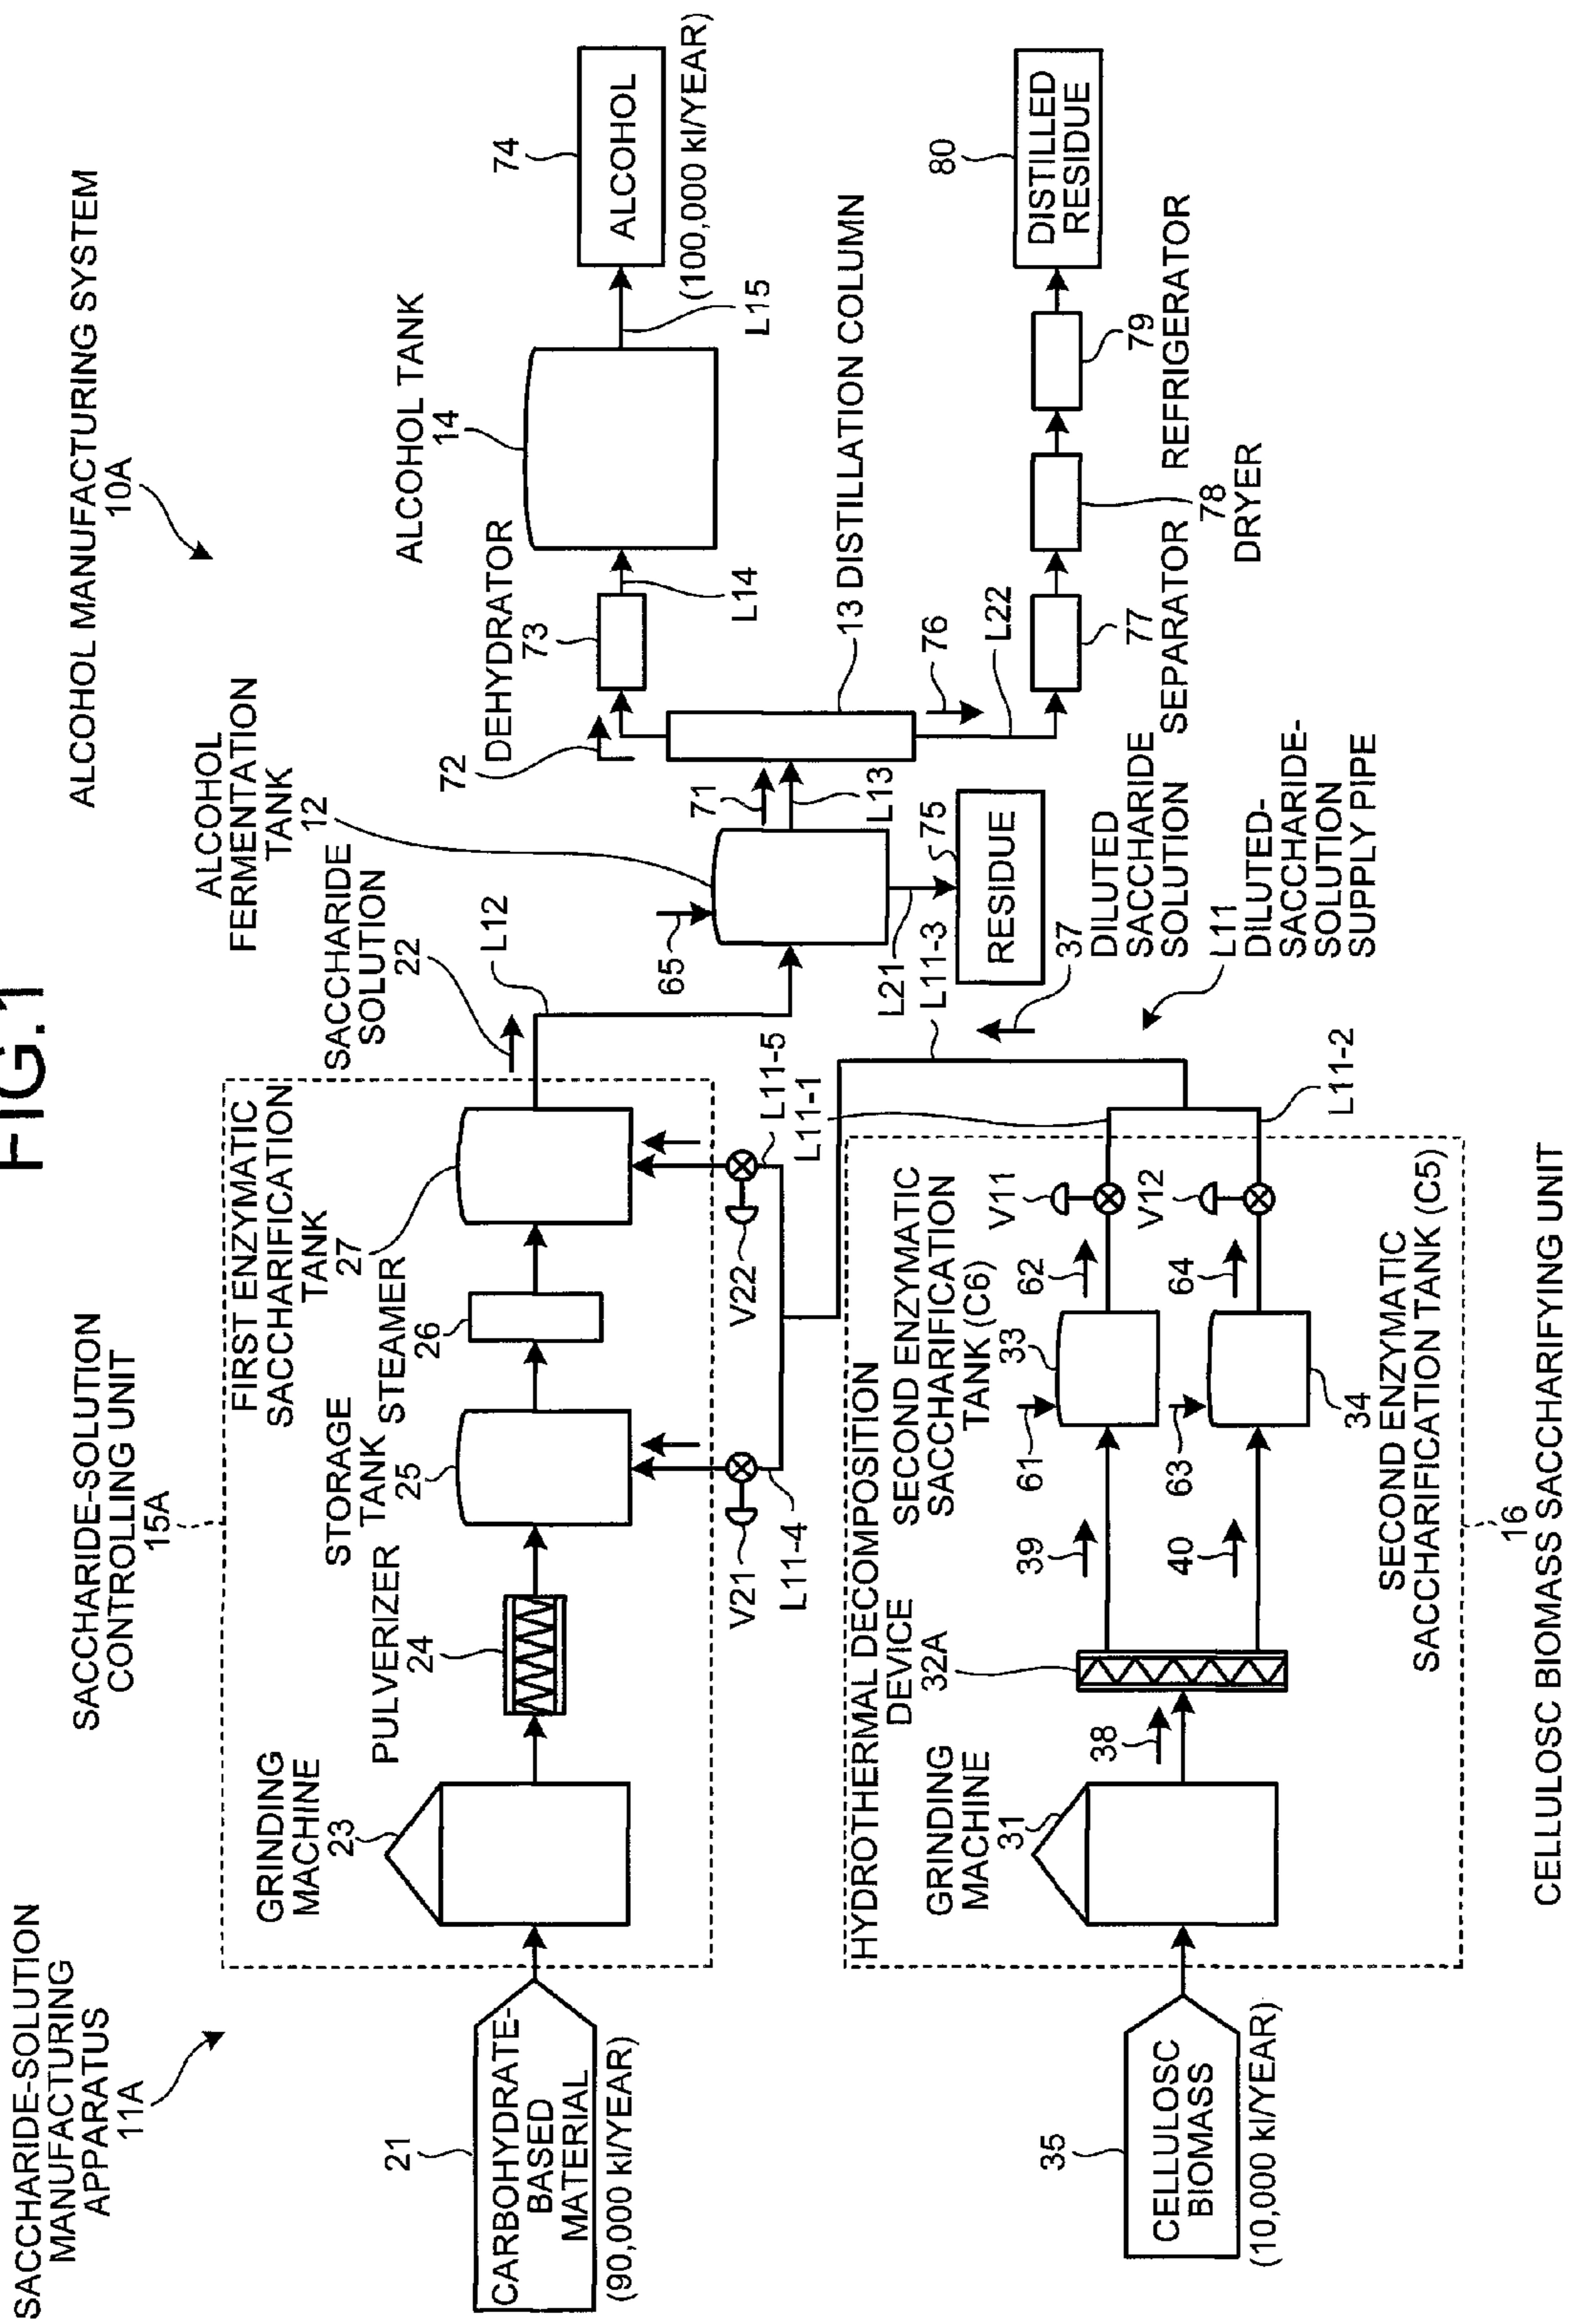 FIG.1
ALCOHOL MANUFACTURING SYSTEM
10A
SACCHARIDE-SOLUTION
MANUFACTURING
APPARATUS
11A
SACCHARIDE-SOLUTION
CONTROLLING UNIT
15A
21
CARBOHYDRATE-
BASED
MATERIAL
(90,000 kl/YEAR)
GRINDING
MACHINE
23
PULVERIZER
24
STORAGE
TANK
25
STEAMER
26
FIRST ENZYMATIC
SACCHARIFICATION
TANK
27
V21
L11-4
V22
L11-5
L11-1
SACCHARIDE
SOLUTION
22
L12
ALCOHOL
FERMENTATION
TANK
12
65
71
L13
L21
75
RESIDUE
72
DEHYDRATOR
73
L14
ALCOHOL TANK
14
L15
74
ALCOHOL
(100,000 kl/YEAR)
13 DISTILLATION COLUMN
76
L22
77
SEPARATOR
78
DRYER
79
REFRIGERATOR
80
DISTILLED
RESIDUE
L11-3
37
DILUTED
SACCHARIDE
SOLUTION
L11
DILUTED-
SACCHARIDE-
SOLUTION
SUPPLY PIPE
35
CELLULOSC
BIOMASS
(10,000 kl/YEAR)
GRINDING
MACHINE
31
38
HYDROTHERMAL DECOMPOSITION
DEVICE
32A
39
40
SECOND ENZYMATIC
SACCHARIFICATION
TANK (C6)
33
61
62
V11
63
64
V12
34
SECOND ENZYMATIC
SACCHARIFICATION TANK (C5)
L11-2
16
CELLULOSC BIOMASS SACCHARIFYING UNIT